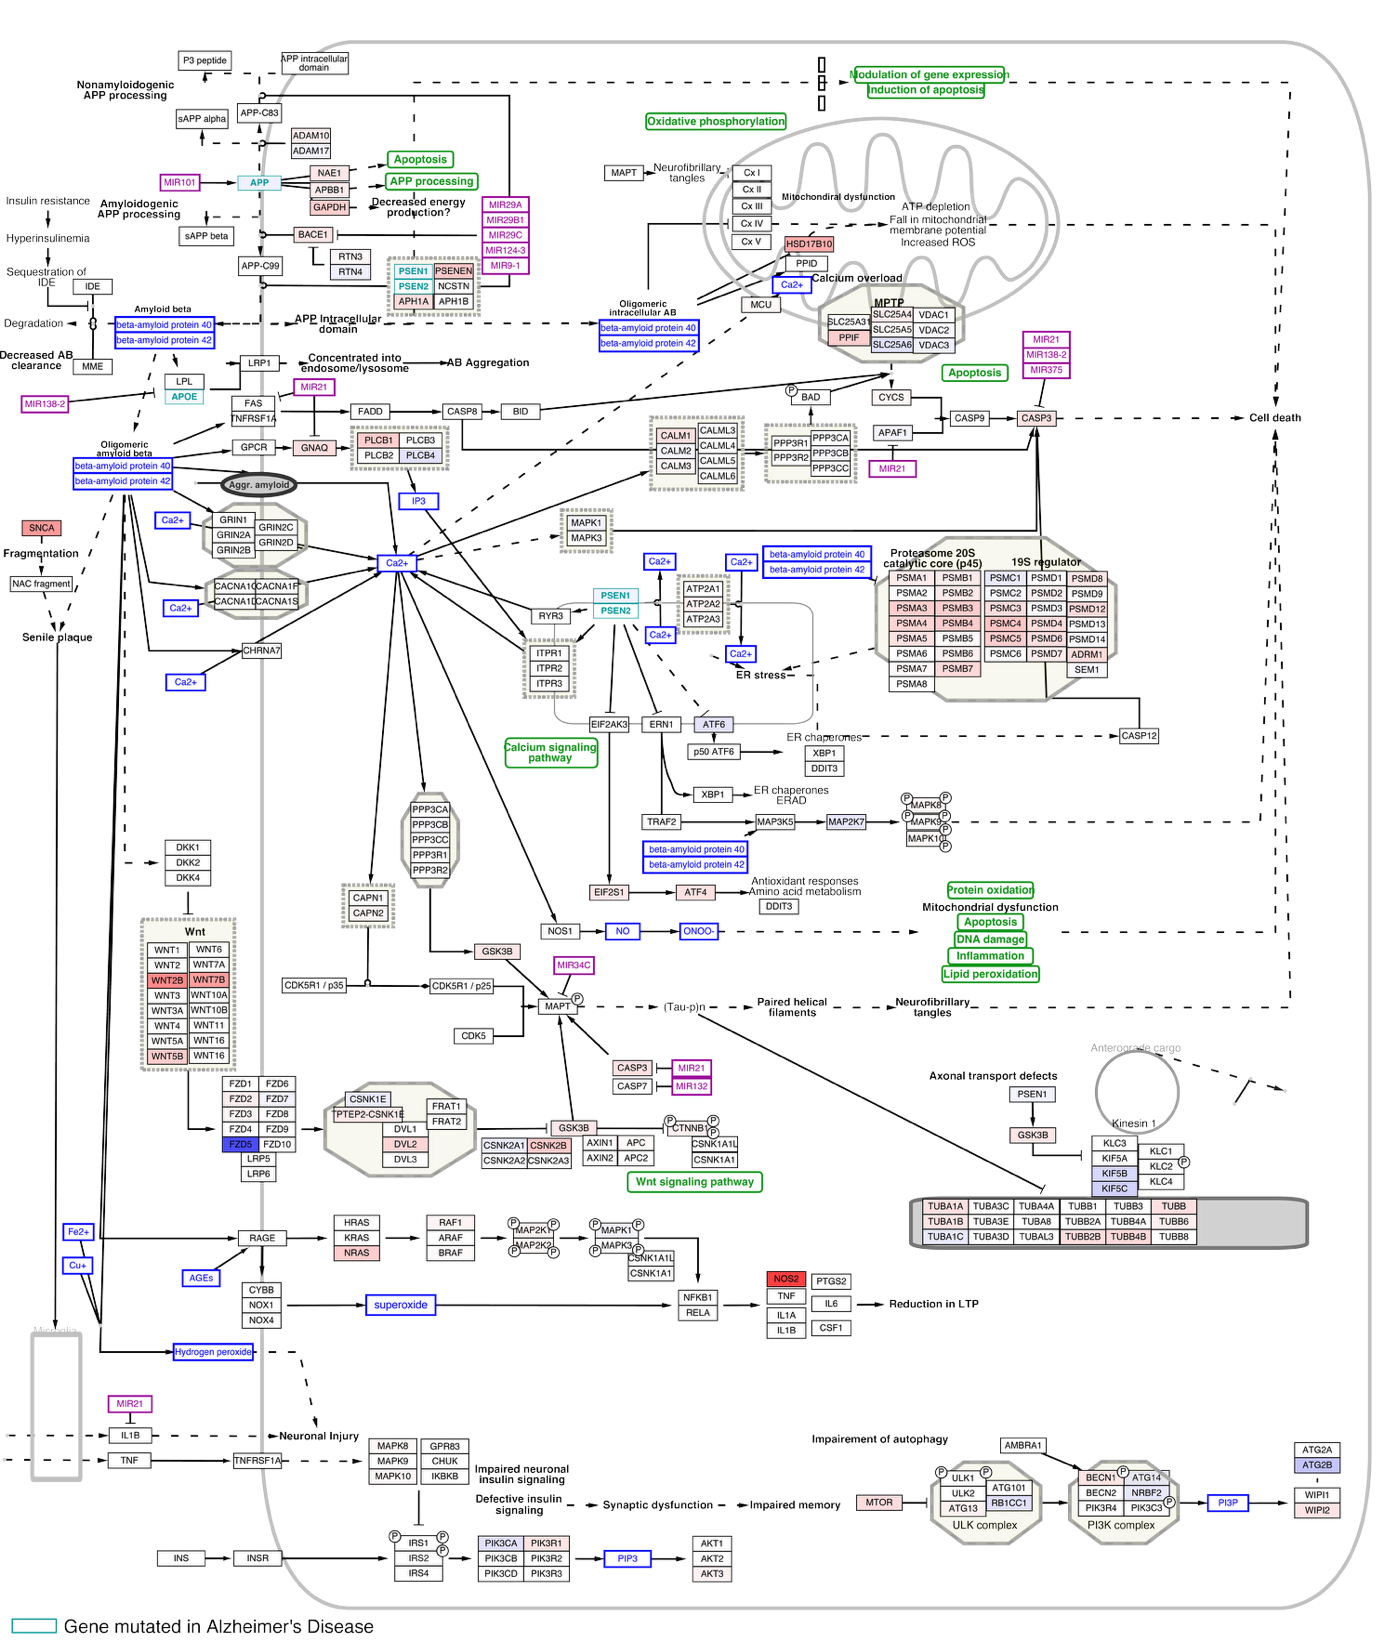 P3 peptide
APP intracellular
domain
Nonamyloidogenic
APP processing
Modulation of gene expression
Induction of apoptosis
sAPP alpha
APP-C83
Oxidative phosphorylation
ADAM10
ADAM17
Apoptosis
MIR101
APP
NAE1
APBB1
GAPDH
APP processing
Decreased energy
production?
MAPT
Neurofibrillary
tangles
Cx I
Cx II
Cx III
Cx IV
Cx V
Mitochondrial dysfunction
ATP depletion
Fall in mitochondrial
membrane potential
Increased ROS
Insulin resistance
Amyloidogenic
APP processing
MIR29A
MIR29B1
MIR29C
MIR124-3
MIR9-1
Hyperinsulinemia
sAPP beta
BACE1
HSD17B10
PPID
RTN3
RTN4
APP-C99
PSEN1
PSENEN
PSEN2
NCSTN
APH1A
APH1B
Sequestration of
IDE
IDE
Ca2+
Calcium overload
MCU
MPTP
SLC25A31
PPIF
SLC25A4
SLC25A5
SLC25A6
VDAC1
VDAC2
VDAC3
Amyloid beta
beta-amyloid protein 40
beta-amyloid protein 42
Degradation
APP Intracellular
domain
Oligomeric
intracellular AB
beta-amyloid protein 40
beta-amyloid protein 42
Decreased AB
clearance
MME
LRP1
Concentrated into
endosome/lysosome
AB Aggregation
MIR21
MIR138-2
MIR375
Apoptosis
LPL
APOE
MIR21
MIR138-2
FAS
TNFRSF1A
FADD
CASP8
BID
BAD
P
CYCS
APAF1
CASP9
CASP3
Cell death
Oligomeric
amyloid beta
beta-amyloid protein 40
beta-amyloid protein 42
GPCR
GNAQ
PLCB1
PLCB3
PLCB2
PLCB4
CALM1
CALM2
CALM3
CALML3
CALML4
CALML5
CALML6
PPP3R1
PPP3R2
PPP3CA
PPP3CB
PPP3CC
MIR21
Aggr. amyloid
IP3
SNCA
Fragmentation
NAC fragment
Senile plaque
Ca2+
GRIN1
GRIN2A
GRIN2B
GRIN2C
GRIN2D
MAPK1
MAPK3
Ca2+
CACNA1F
CACNA1S
Ca2+
CHRNA7
Ca2+
Ca2+
Ca2+
Ca2+
Ca2+
beta-amyloid protein 40
beta-amyloid protein 42
Proteasome 20S
catalytic core (p45)
19S regulator
PSMA1
PSMA2
PSMA3
PSMA4
PSMA5
PSMA6
PSMA7
PSMA8
PSMB1
PSMB2
PSMB3
PSMB4
PSMB5
PSMB6
PSMB7
PSMC1
PSMC2
PSMC3
PSMC4
PSMC5
PSMC6
PSMD1
PSMD2
PSMD3
PSMD4
PSMD6
PSMD7
PSMD8
PSMD9
PSMD12
PSMD13
PSMD14
ADRM1
SEM1
PSEN1
PSEN2
ATP2A1
ATP2A2
ATP2A3
RYR3
ITPR1
ITPR2
ITPR3
ER stress
EIF2AK3
ERN1
ATF6
p50 ATF6
ER chaperones
XBP1
DDIT3
CASP12
Calcium signaling
pathway
XBP1
ER chaperones
ERAD
TRAF2
MAP3K5
MAP2K7
MAPK8
MAPK9
MAPK10
P
P
P
P
P
P
beta-amyloid protein 40
beta-amyloid protein 42
PPP3CA
PPP3CB
PPP3CC
PPP3R1
PPP3R2
DKK1
DKK2
DKK4
CAPN1
CAPN2
EIF2S1
ATF4
Antioxidant responses
Amino acid metabolism
DDIT3
Protein oxidation
Mitochondrial dysfunction
Apoptosis
DNA damage
Inflammation
Lipid peroxidation
NOS1
NO
ONOO-
Wnt
WNT1
WNT2
WNT2B
WNT3
WNT3A
WNT4
WNT5A
WNT5B
WNT6
WNT7A
WNT7B
WNT10A
WNT10B
WNT11
WNT16
WNT16
GSK3B
MIR34C
CDK5R1 / p35
CDK5R1 / p25
CDK5
MAPT
P
(Tau-p)n
Paired helical
filaments
Neurofibrillary
tangles
CASP3
CASP7
MIR21
MIR132
Anterograde cargo
Axonal transport defects
PSEN1
GSK3B
Kinesin 1
KLC3
KIF5A
KIF5B
KIF5C
KLC1
KLC2
KLC4
P
FZD1
FZD2
FZD3
FZD4
FZD5
FZD6
FZD7
FZD8
FZD9
FZD10
LRP5
LRP6
CSNK1E
PTEP2-CSNK1E
DVL1
DVL2
DVL3
FRAT1
FRAT2
GSK3B
CSNK2A1
CSNK2B
CSNK2A2
CSNK2A3
AXIN1
APC
AXIN2
APC2
CTNNB1
P
P
P
CSNK1A1L
CSNK1A1
Wnt signaling pathway
TUBA1A
TUBA3C
TUBA4A
TUBB1
TUBB3
TUBB
TUBA1B
TUBA3E
TUBA8
TUBB2A
TUBB4A
TUBB6
TUBA1C
TUBA3D
TUBAL3
TUBB2B
TUBB4B
TUBB8
Fe2+
Cu+
RAGE
AGEs
HRAS
KRAS
NRAS
RAF1
ARAF
BRAF
MAP2K1
MAP2K2
P
P
P
P
MAPK1
MAPK3
P
P
P
CSNK1A1L
CSNK1A1
CYBB
NOX1
NOX4
superoxide
NFKB1
RELA
NOS2
TNF
IL1A
IL1B
PTGS2
IL6
CSF1
Reduction in LTP
Microglia
Hydrogen peroxide
MIR21
IL1B
TNF
Neuronal Injury
TNFRSF1A
MAPK8
MAPK9
MAPK10
GPR83
CHUK
IKBKB
Impaired neuronal
insulin signaling
Defective insulin
signaling
Synaptic dysfunction
Impaired memory
Impairment of autophagy
AMBRA1
MTOR
ULK1
ULK2
ATG13
ATG101
RB1CC1
P
P
ULK complex
BECN1
BECN2
PIK3R4
ATG14
NRBF2
PIK3C3
P
P
PI3K complex
PI3P
ATG2A
ATG2B
WIPI1
WIPI2
INS
INSR
IRS1
IRS2
IRS4
P
P
PIK3CA
PIK3CB
PIK3CD
PIK3R1
PIK3R2
PIK3R3
PIP3
AKT1
AKT2
AKT3
Gene mutated in Alzheimer's Disease